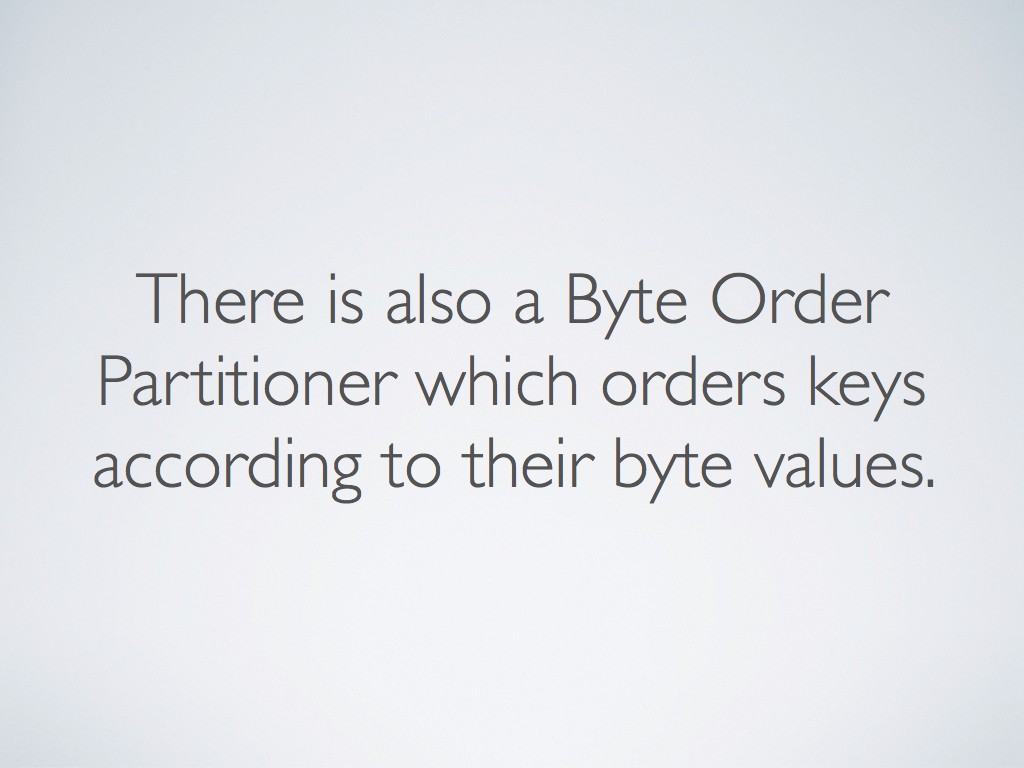 There is also a Byte Order
Partitioner which orders keys
according to their byte values.